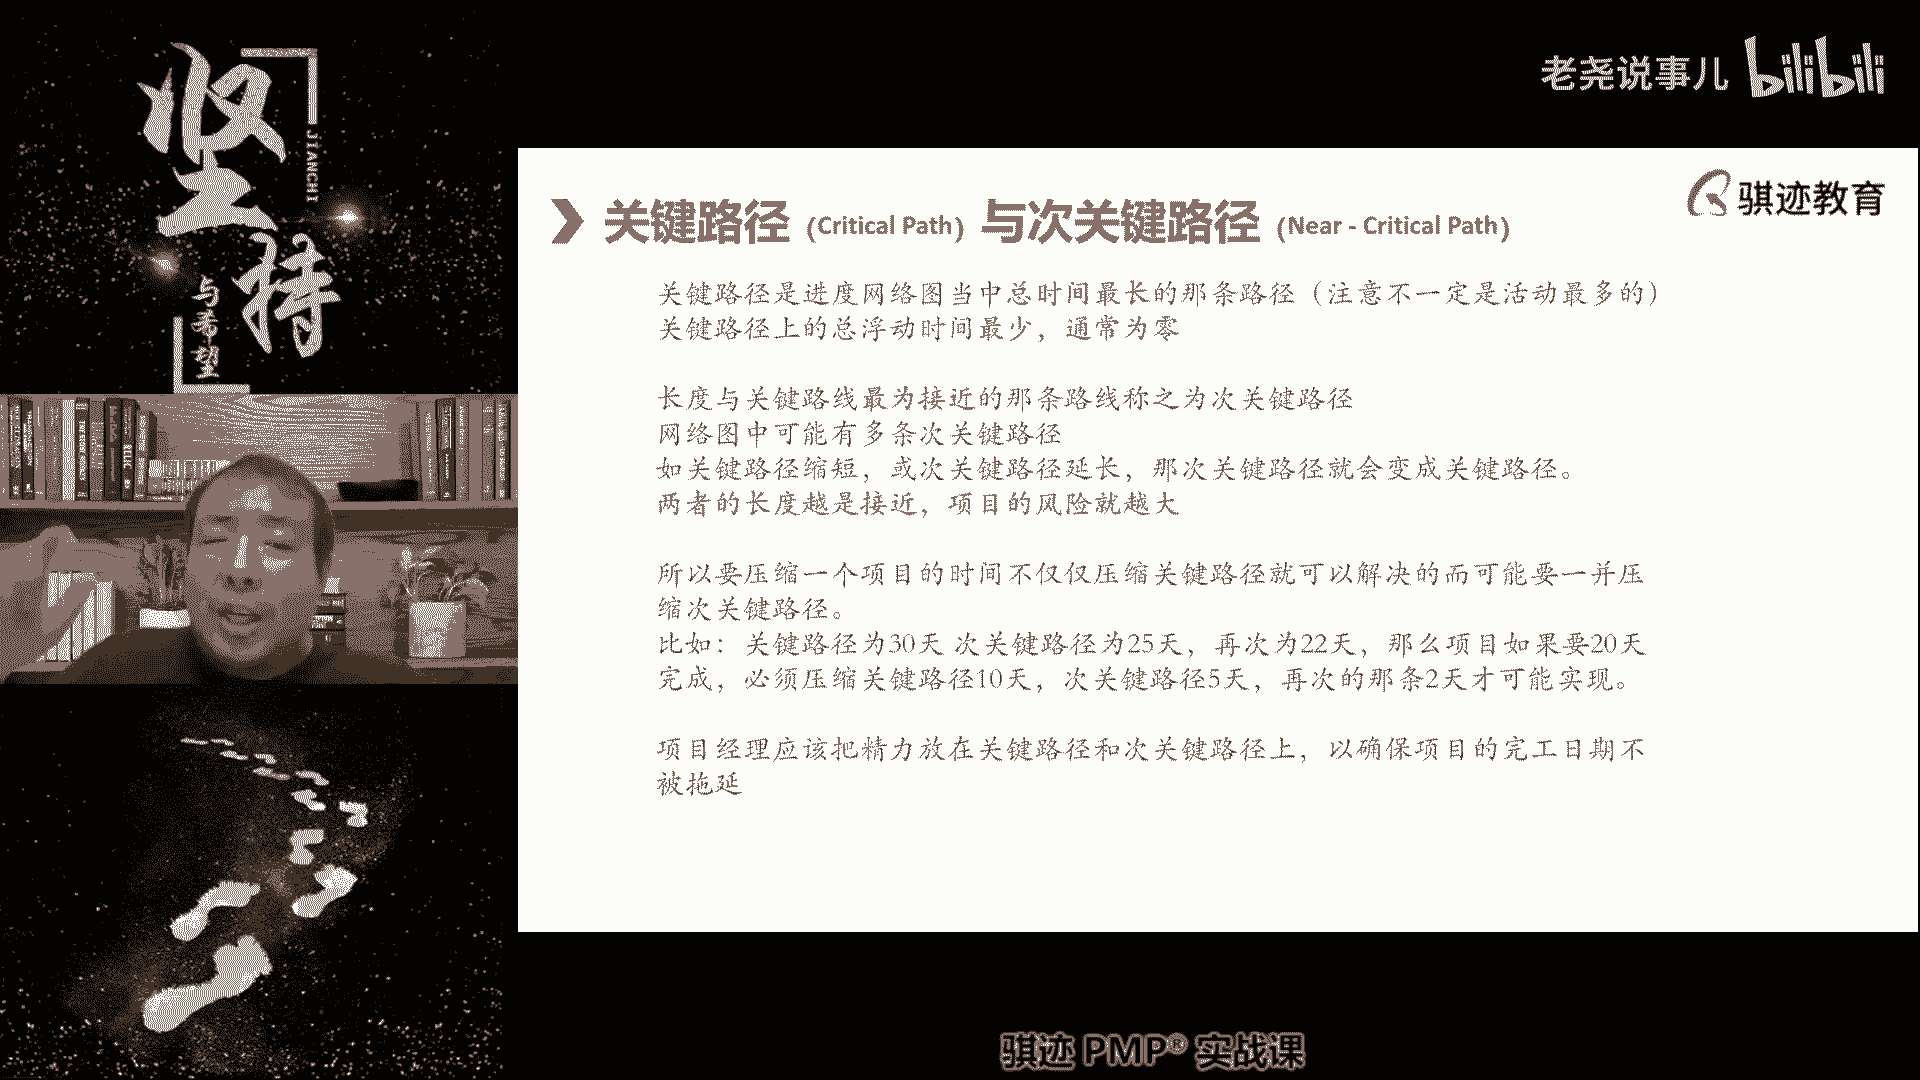 坚持
JIANCHI
与希望
老尧说事儿 bilibili
骐迹教育
关键路径（Critical Path）与次关键路径（Near - Critical Path）
关键路径是进度网络图当中总时间最长的那条路径（注意不一定是活动最多的）
关键路径上的总浮动时间最少，通常为零
长度与关键路线最为接近的那条路线称之为次关键路径
网络图中可能有多条次关键路径
如关键路径缩短，或次关键路径延长，那次关键路径就会变成关键路径。
两者的长度越是接近，项目的风险就越大
所以要压缩一个项目的时间不仅仅压缩关键路径就可以解决的而可能要一并压
缩次关键路径。
比如：关键路径为30天 次关键路径为25天，再次为22天，那么项目如果要20天
完成，必须压缩关键路径10天，次关键路径5天，再次的那条2天才可能实现。
项目经理应该把精力放在关键路径和次关键路径上，以确保项目的完工日期不
被拖延
骐迹 PMP® 实战课